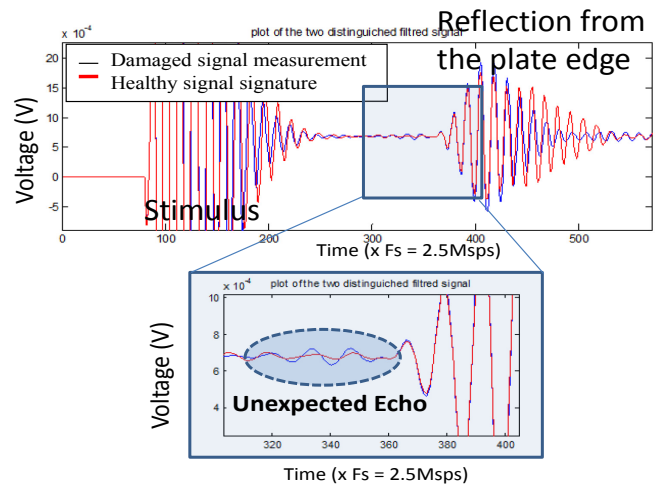 Reflection from
the plate edge
plot of the two distinguiched filtred signal
x 10⁻⁴
Damaged signal measurement
Healthy signal signature
20
15
10
5
0
-5
Voltage (V)
Stimulus
0 100 200 300 400 500
Time (x Fs = 2.5Msps)
plot of the two distinguiched filtred signal
x 10⁻⁴
10
8
6
4
Voltage (V)
Unexpected Echo
320 340 360 380 400
Time (x Fs = 2.5Msps)